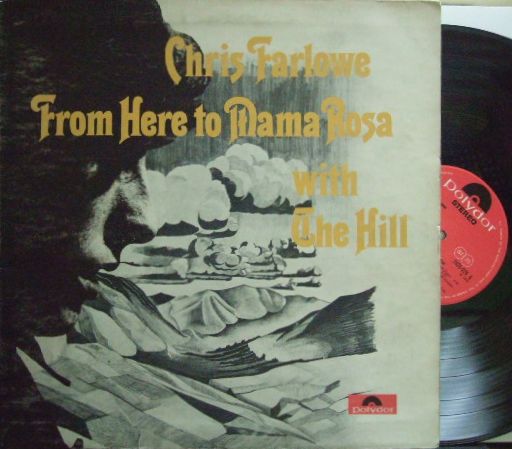 Chris Farlowe
From Here to Mama Rosa
with
The Hill
polydor
polydor
STEREO